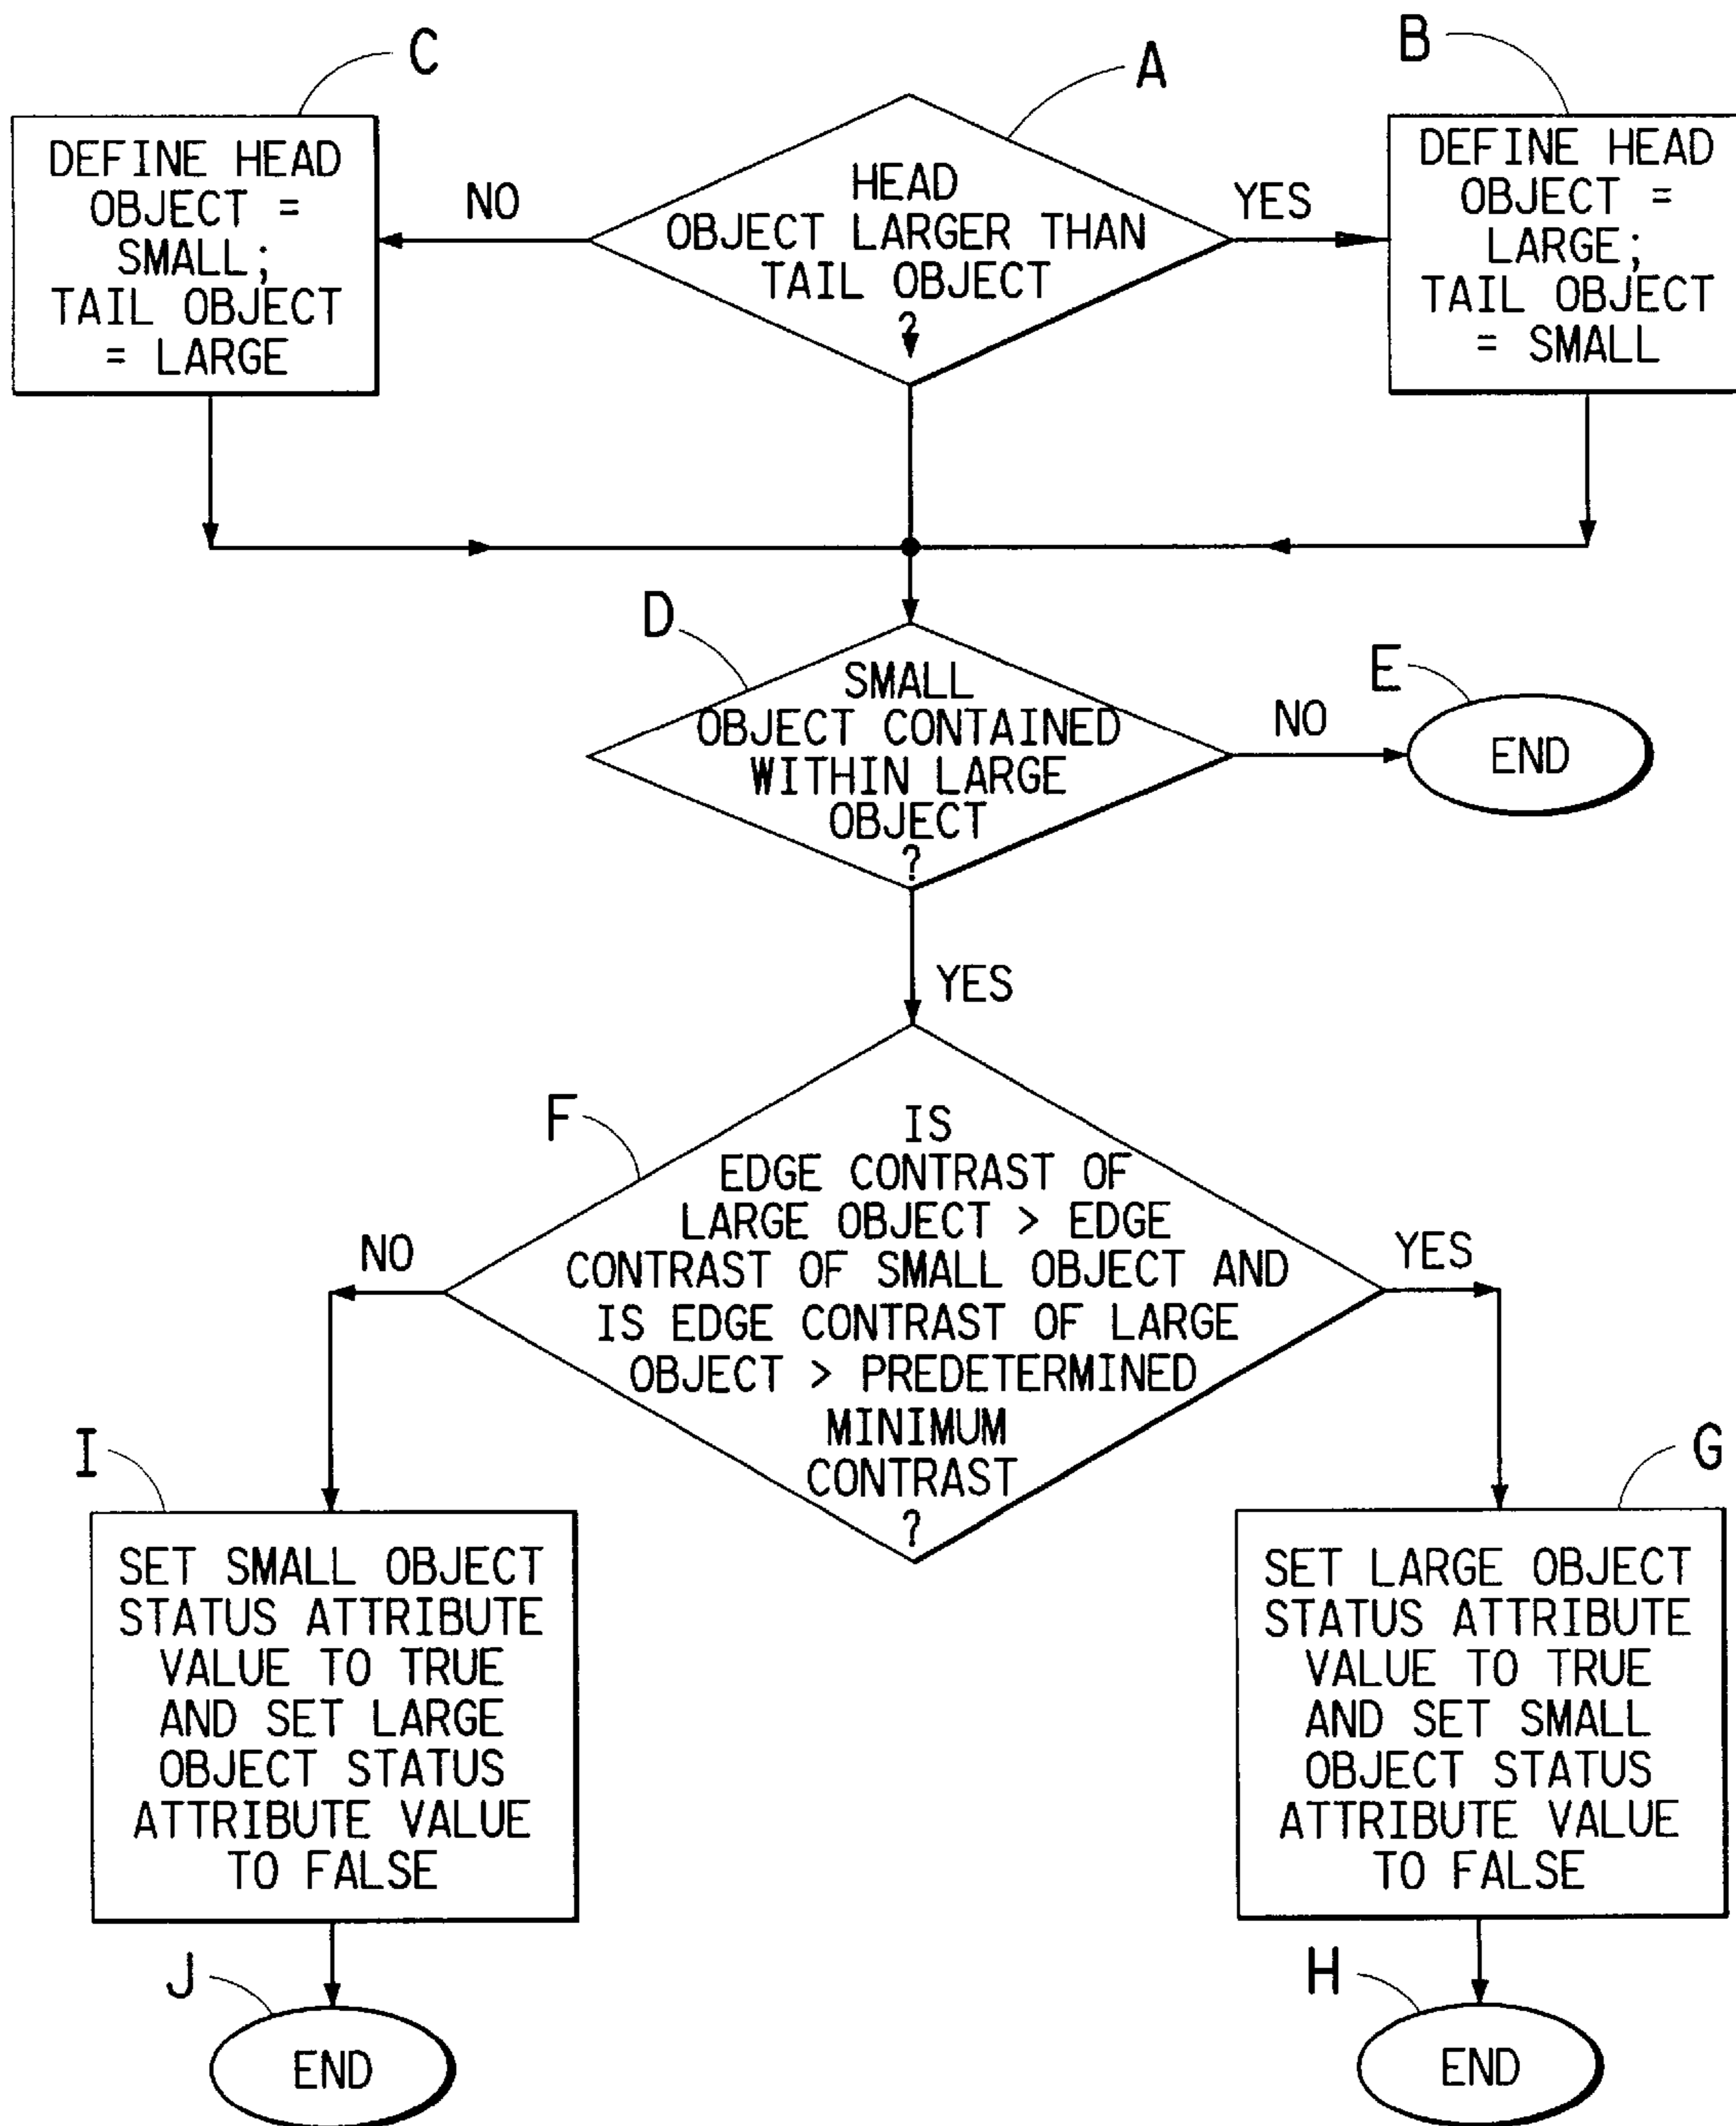 C
A
B
DEFINE HEAD
OBJECT =
SMALL;
TAIL OBJECT
= LARGE
NO
HEAD
OBJECT LARGER THAN
TAIL OBJECT
?
YES
DEFINE HEAD
OBJECT =
LARGE;
TAIL OBJECT
= SMALL
D
SMALL
OBJECT CONTAINED
WITHIN LARGE
OBJECT
?
NO
E
END
YES
F
IS
EDGE CONTRAST OF
LARGE OBJECT > EDGE
CONTRAST OF SMALL OBJECT AND
IS EDGE CONTRAST OF LARGE
OBJECT > PREDETERMINED
MINIMUM
CONTRAST
?
NO
YES
I
SET SMALL OBJECT
STATUS ATTRIBUTE
VALUE TO TRUE
AND SET LARGE
OBJECT STATUS
ATTRIBUTE VALUE
TO FALSE
G
SET LARGE OBJECT
STATUS ATTRIBUTE
VALUE TO TRUE
AND SET SMALL
OBJECT STATUS
ATTRIBUTE VALUE
TO FALSE
J
END
H
END